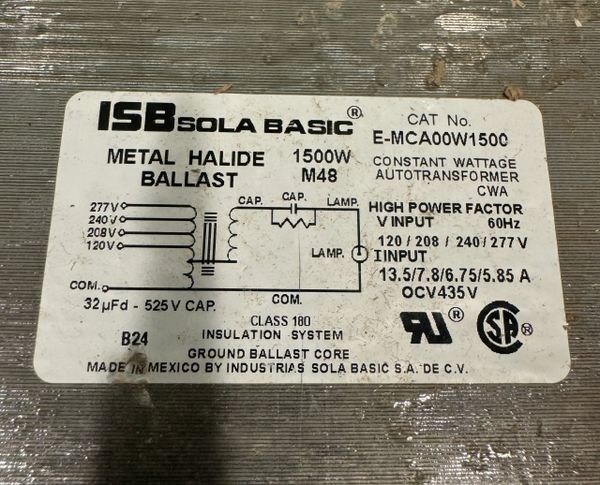 ISB SOLA BASIC ®
CAT No.
E-MCA00W1500
METAL HALIDE
BALLAST
1500W
M48
CONSTANT WATTAGE
AUTOTRANSFORMER
CWA
HIGH POWER FACTOR
V INPUT 60Hz
120/208/240/277V
I INPUT
13.5/7.8/6.75/5.85 A
OCV435V
277V
240V
208V
120V
COM.
CAP.
CAP.
LAMP.
LAMP.
COM.
32µFd - 525V CAP.
B24
CLASS 180
INSULATION SYSTEM
GROUND BALLAST CORE
MADE IN MEXICO BY INDUSTRIAS SOLA BASIC S.A. DE C.V.
RU ®
SA ®